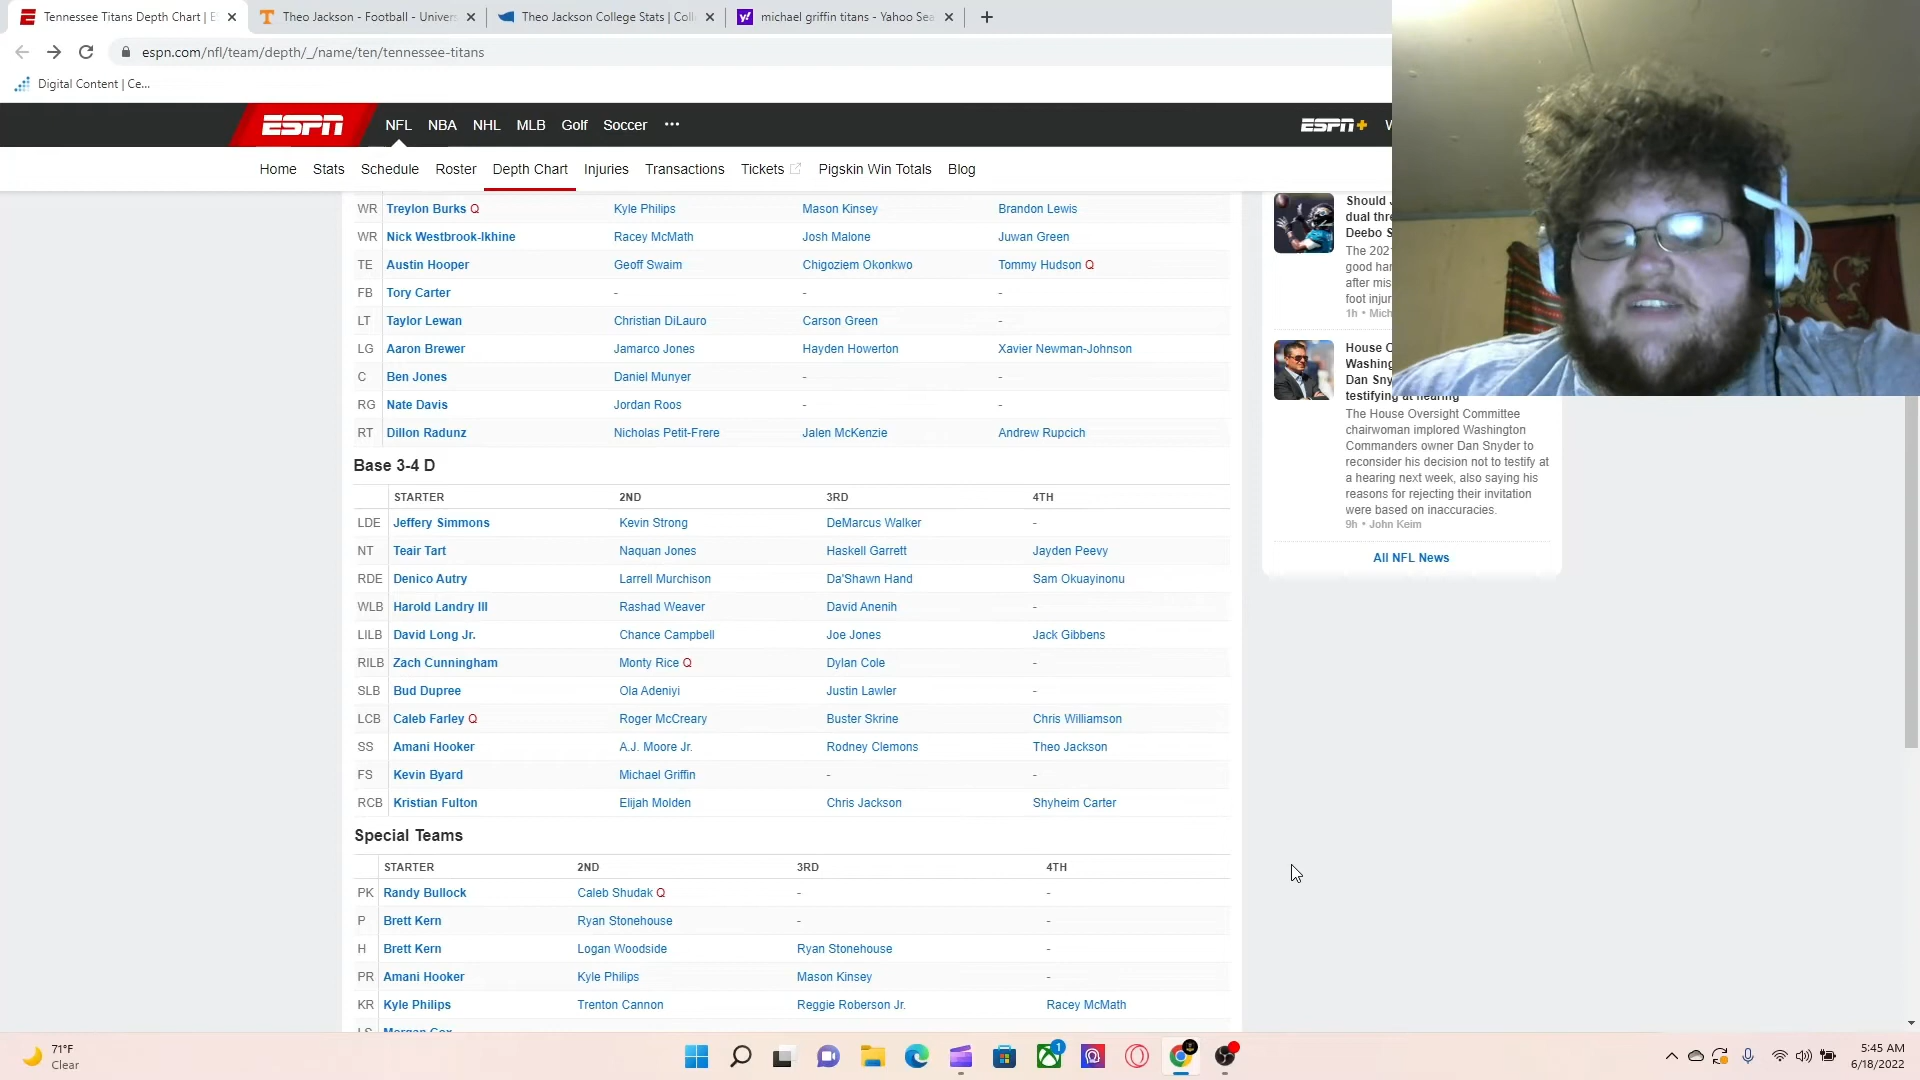 Tennessee Titans Depth Chart | E
Theo Jackson - Football - Univers
Theo Jackson College Stats | Coll
michael griffin titans - Yahoo Sea
espn.com/nfl/team/depth/_/name/ten/tennessee-titans
Digital Content | Ce...
ESPN NFL NBA NHL MLB Golf Soccer ••• ESPN+ W
Home Stats Schedule Roster Depth Chart Injuries Transactions Tickets Pigskin Win Totals Blog
WR Treylon Burks Q Kyle Philips Mason Kinsey Brandon Lewis
WR Nick Westbrook-Ikhine Racey McMath Josh Malone Juwan Green
TE Austin Hooper Geoff Swaim Chigoziem Okonkwo Tommy Hudson Q
FB Tory Carter - - -
LT Taylor Lewan Christian DiLauro Carson Green -
LG Aaron Brewer Jamarco Jones Hayden Howerton Xavier Newman-Johnson
C Ben Jones Daniel Munyer - -
RG Nate Davis Jordan Roos - -
RT Dillon Radunz Nicholas Petit-Frere Jalen McKenzie Andrew Rupcich
Base 3-4 D
STARTER 2ND 3RD 4TH
LDE Jeffery Simmons Kevin Strong DeMarcus Walker -
NT Teair Tart Naquan Jones Haskell Garrett Jayden Peevy
RDE Denico Autry Larrell Murchison Da'Shawn Hand Sam Okuayinonu
WLB Harold Landry III Rashad Weaver David Anenih -
LILB David Long Jr. Chance Campbell Joe Jones Jack Gibbens
RILB Zach Cunningham Monty Rice Q Dylan Cole -
SLB Bud Dupree Ola Adeniyi Justin Lawler -
LCB Caleb Farley Q Roger McCreary Buster Skrine Chris Williamson
SS Amani Hooker A.J. Moore Jr. Rodney Clemons Theo Jackson
FS Kevin Byard Michael Griffin - -
RCB Kristian Fulton Elijah Molden Chris Jackson Shyheim Carter
Special Teams
STARTER 2ND 3RD 4TH
PK Randy Bullock Caleb Shudak Q - -
P Brett Kern Ryan Stonehouse - -
H Brett Kern Logan Woodside Ryan Stonehouse -
PR Amani Hooker Kyle Philips Mason Kinsey -
KR Kyle Philips Trenton Cannon Reggie Roberson Jr. Racey McMath
LS Morgan Cox
Should J
dual thre
Deebo S
The 202
good har
after mis
foot injur
1h • Mich
House O
Washing
Dan Sny
testifying at hearing
The House Oversight Committee
chairwoman implored Washington
Commanders owner Dan Snyder to
reconsider his decision not to testify at
a hearing next week, also saying his
reasons for rejecting their invitation
were based on inaccuracies.
9h • John Keim
All NFL News
71°F
Clear
1
5:45 AM
6/18/2022